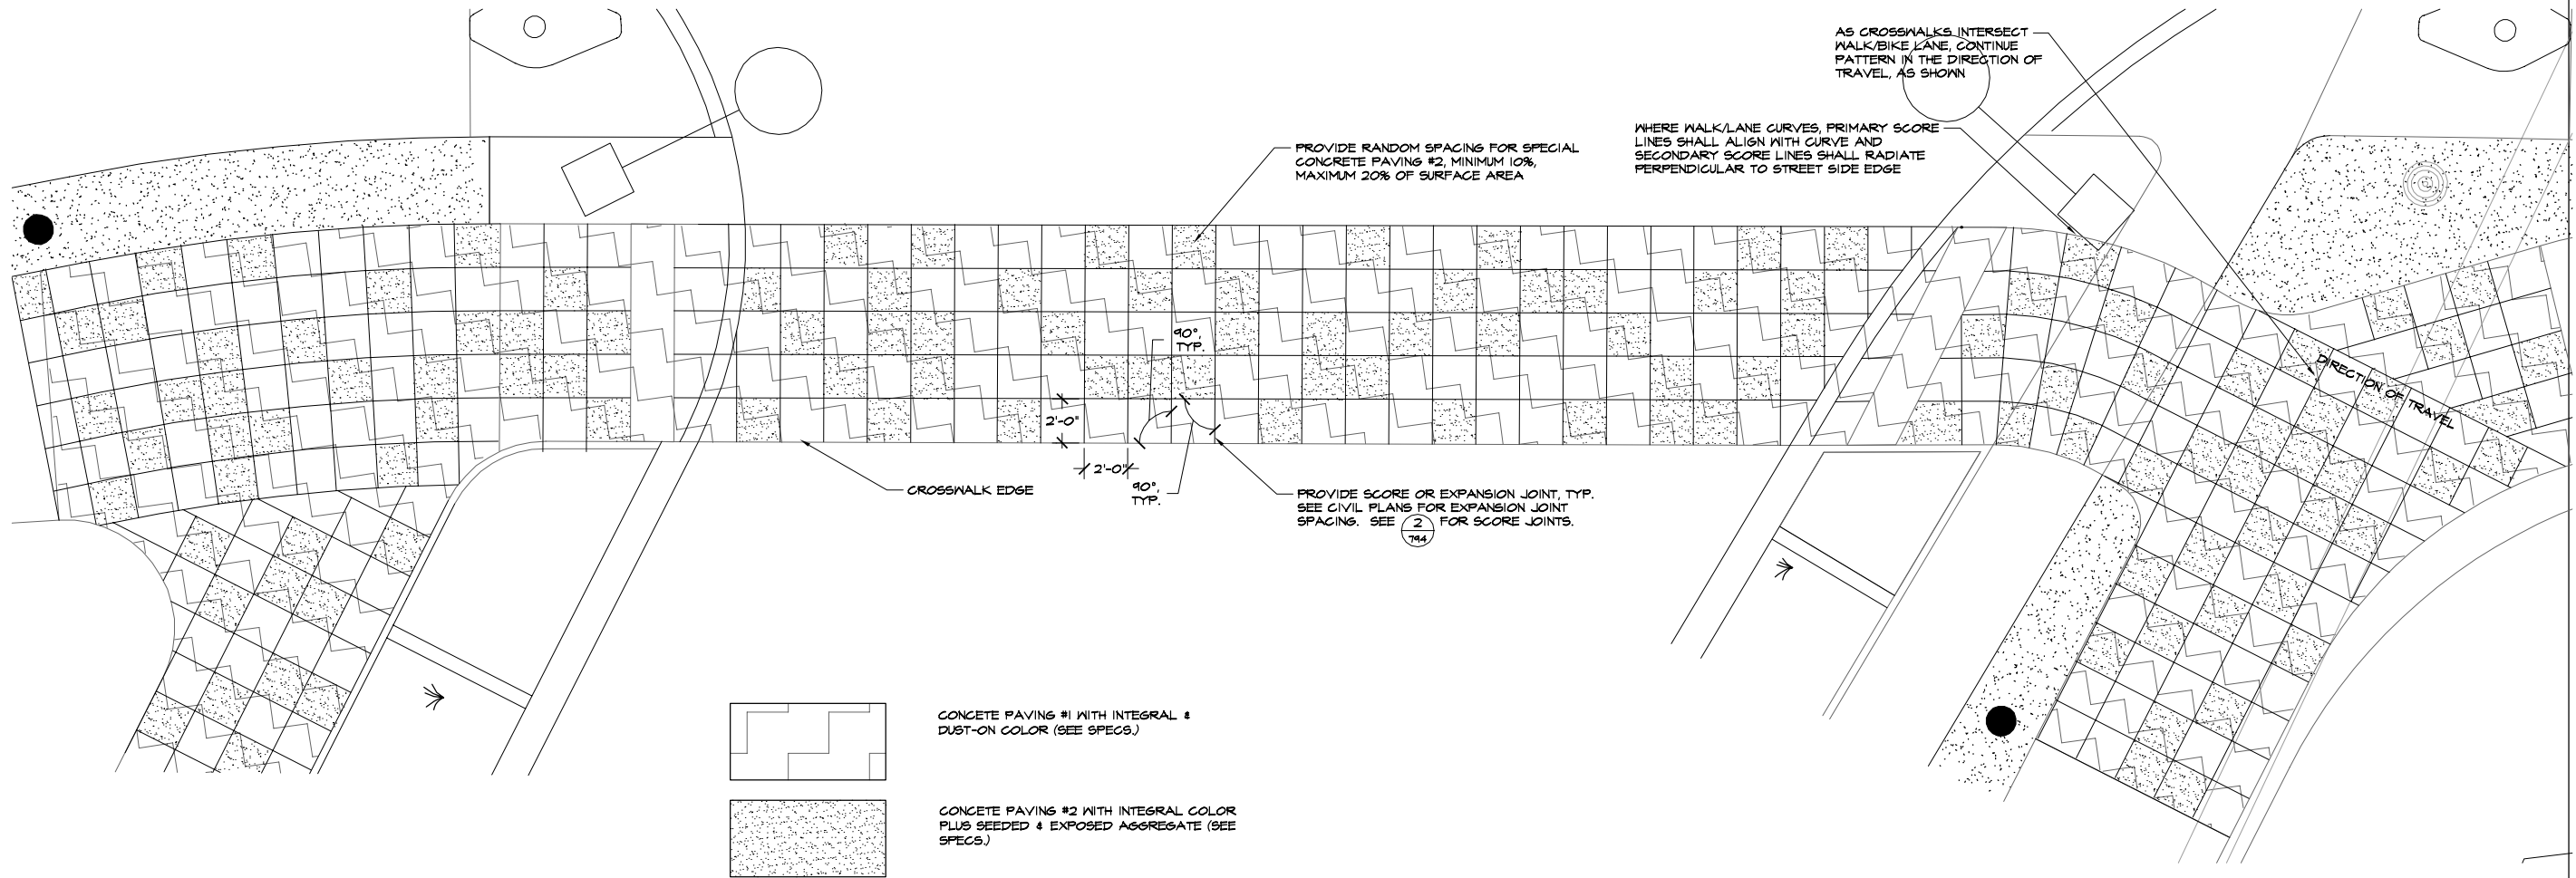 AS CROSSWALKS INTERSECT
WALK/BIKE LANE, CONTINUE
PATTERN IN THE DIRECTION OF
TRAVEL, AS SHOWN
WHERE WALK/LANE CURVES, PRIMARY SCORE
LINES SHALL ALIGN WITH CURVE AND
SECONDARY SCORE LINES SHALL RADIATE
PERPENDICULAR TO STREET SIDE EDGE
PROVIDE RANDOM SPACING FOR SPECIAL
CONCRETE PAVING #2, MINIMUM 10%,
MAXIMUM 20% OF SURFACE AREA
90°,
TYP.
DIRECTION OF TRAVEL
2'-0"
2'-0"
90°,
TYP.
CROSSWALK EDGE
PROVIDE SCORE OR EXPANSION JOINT, TYP.
SEE CIVIL PLANS FOR EXPANSION JOINT
SPACING. SEE 2 FOR SCORE JOINTS.
794
CONCETE PAVING #1 WITH INTEGRAL &
DUST-ON COLOR (SEE SPECS.)
CONCETE PAVING #2 WITH INTEGRAL COLOR
PLUS SEEDED & EXPOSED AGGREGATE (SEE
SPECS.)